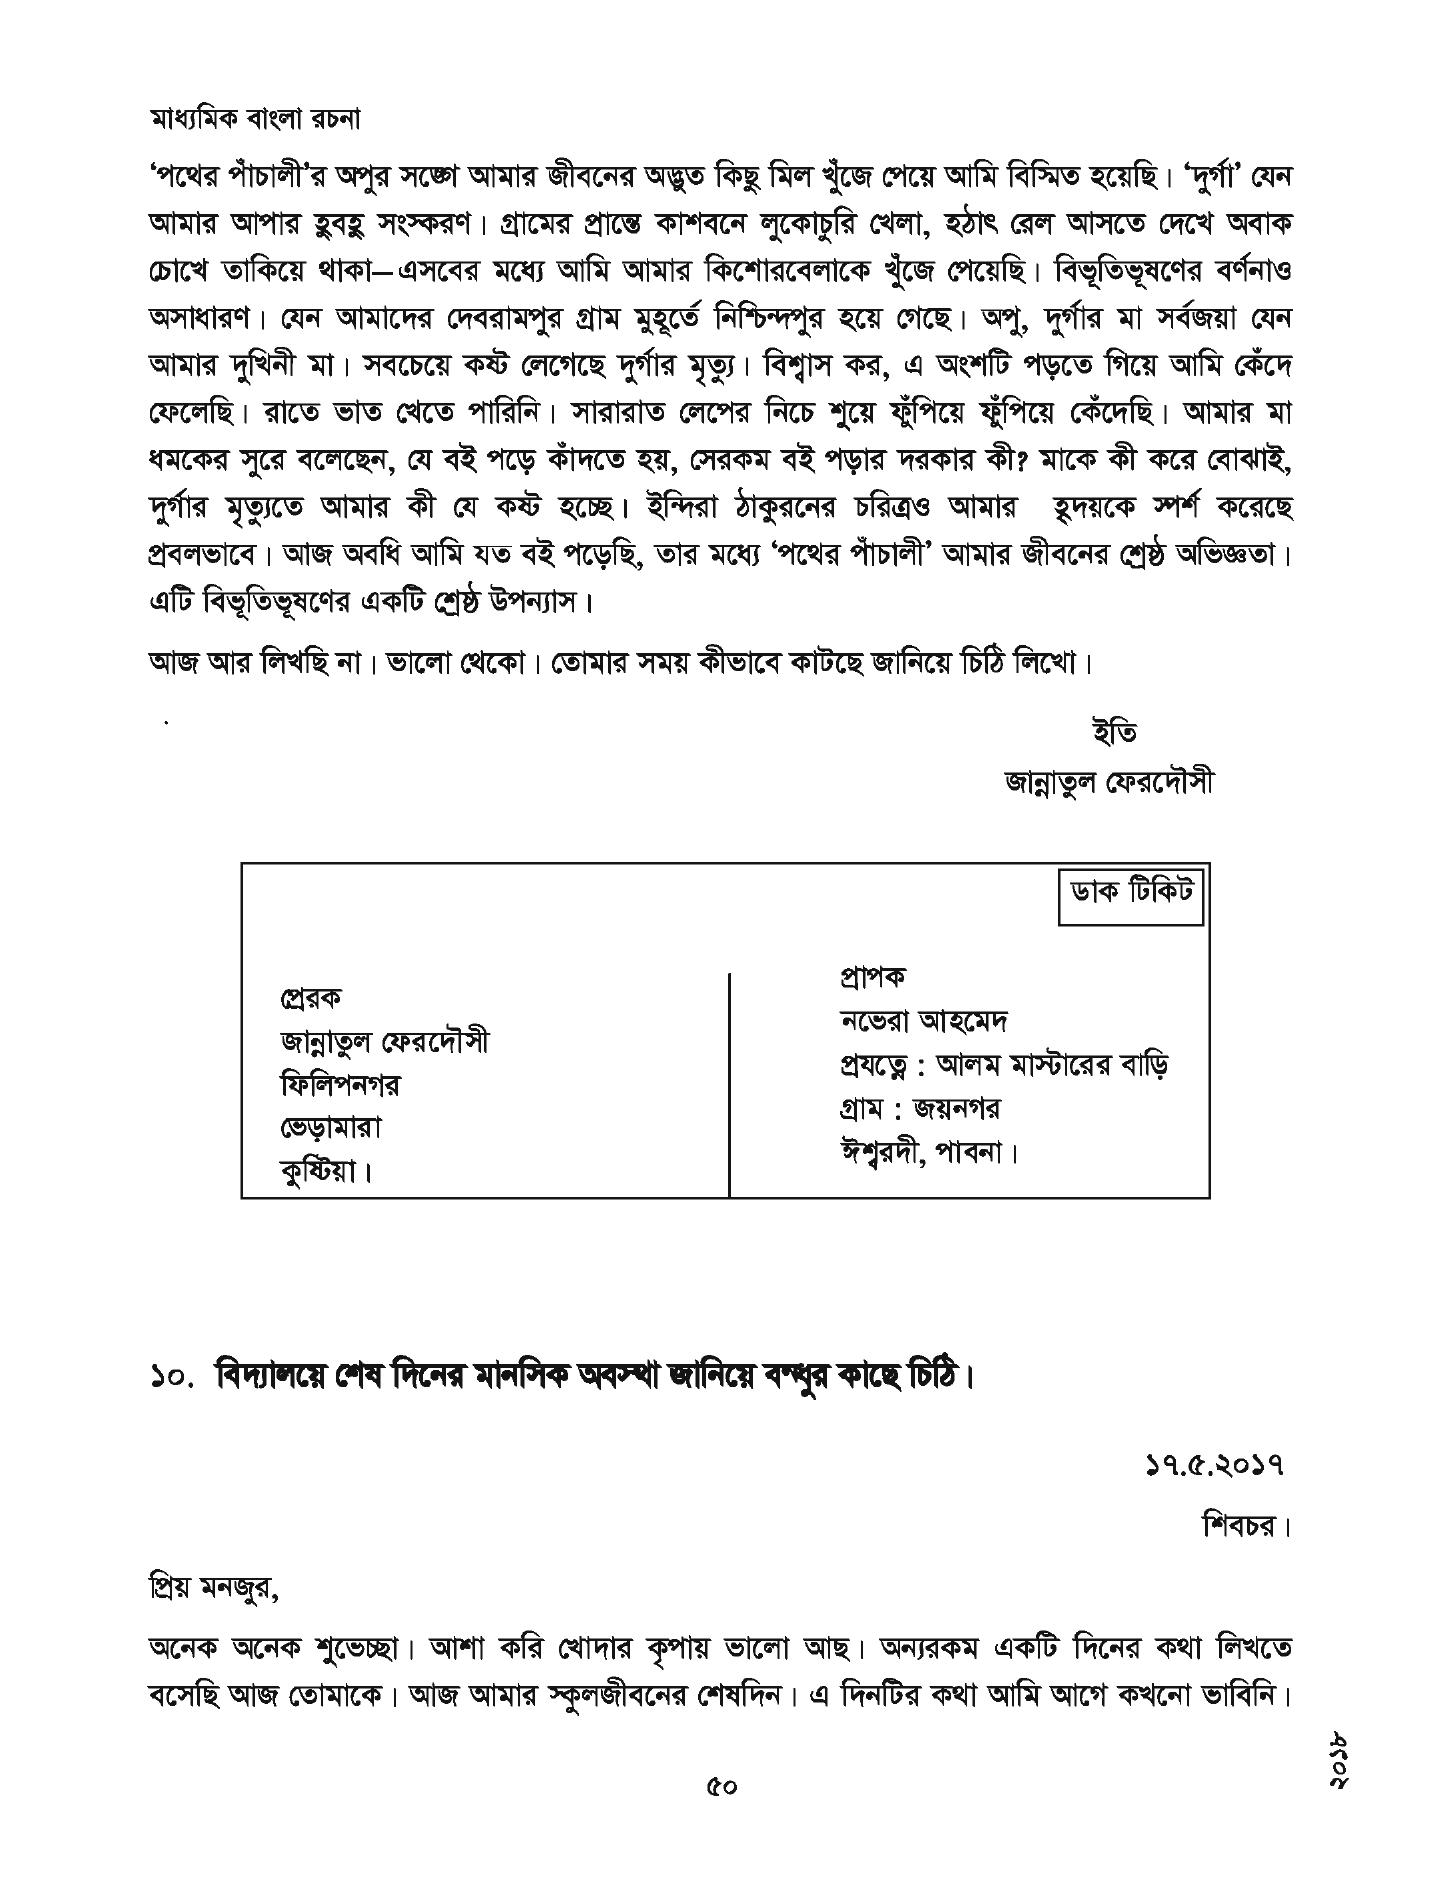 মাধ্যমিক বাংলা রচনা
‘পথের পাঁচালী’র অপুর সঙ্গে আমার জীবনের অদ্ভুত কিছু মিল খুঁজে পেয়ে আমি বিস্মিত হয়েছি। ‘দুর্গা’ যেন
আমার আপার হুবহু সংস্করণ। গ্রামের প্রান্তে কাশবনে লুকোচুরি খেলা, হঠাৎ রেল আসতে দেখে অবাক
চোখে তাকিয়ে থাকা—এসবের মধ্যে আমি আমার কিশোরবেলাকে খুঁজে পেয়েছি। বিভূতিভূষণের বর্ণনাও
অসাধারণ। যেন আমাদের দেবরামপুর গ্রাম মুহূর্তে নিশ্চিন্দপুর হয়ে গেছে। অপু, দুর্গার মা সর্বজয়া যেন
আমার দুখিনী মা। সবচেয়ে কষ্ট লেগেছে দুর্গার মৃত্যু। বিশ্বাস কর, এ অংশটি পড়তে গিয়ে আমি কেঁদে
ফেলেছি। রাতে ভাত খেতে পারিনি। সারারাত লেপের নিচে শুয়ে ফুঁপিয়ে ফুঁপিয়ে কেঁদেছি। আমার মা
ধমকের সুরে বলেছেন, যে বই পড়ে কাঁদতে হয়, সেরকম বই পড়ার দরকার কী? মাকে কী করে বোঝাই,
দুর্গার মৃত্যুতে আমার কী যে কষ্ট হচ্ছে। ইন্দিরা ঠাকুরনের চরিত্রও আমার হৃদয়কে স্পর্শ করেছে
প্রবলভাবে। আজ অবধি আমি যত বই পড়েছি, তার মধ্যে ‘পথের পাঁচালী’ আমার জীবনের শ্রেষ্ঠ অভিজ্ঞতা।
এটি বিভূতিভূষণের একটি শ্রেষ্ঠ উপন্যাস।
আজ আর লিখছি না। ভালো থেকো। তোমার সময় কীভাবে কাটছে জানিয়ে চিঠি লিখো।
ইতি
জান্নাতুল ফেরদৌসী
ডাক টিকিট
প্রেরক
জান্নাতুল ফেরদৌসী
ফিলিপনগর
ভেড়ামারা
কুষ্টিয়া।
প্রাপক
নভেরা আহমেদ
প্রযত্নে : আলম মাস্টারের বাড়ি
গ্রাম : জয়নগর
ঈশ্বরদী, পাবনা।
১০. বিদ্যালয়ে শেষ দিনের মানসিক অবস্থা জানিয়ে বন্ধুর কাছে চিঠি।
১৭.৫.২০১৭
শিবচর।
প্রিয় মনজুর,
অনেক অনেক শুভেচ্ছা। আশা করি খোদার কৃপায় ভালো আছ। অন্যরকম একটি দিনের কথা লিখতে
বসেছি আজ তোমাকে। আজ আমার স্কুলজীবনের শেষদিন। এ দিনটির কথা আমি আগে কখনো ভাবিনি।
৫০
২০১৮